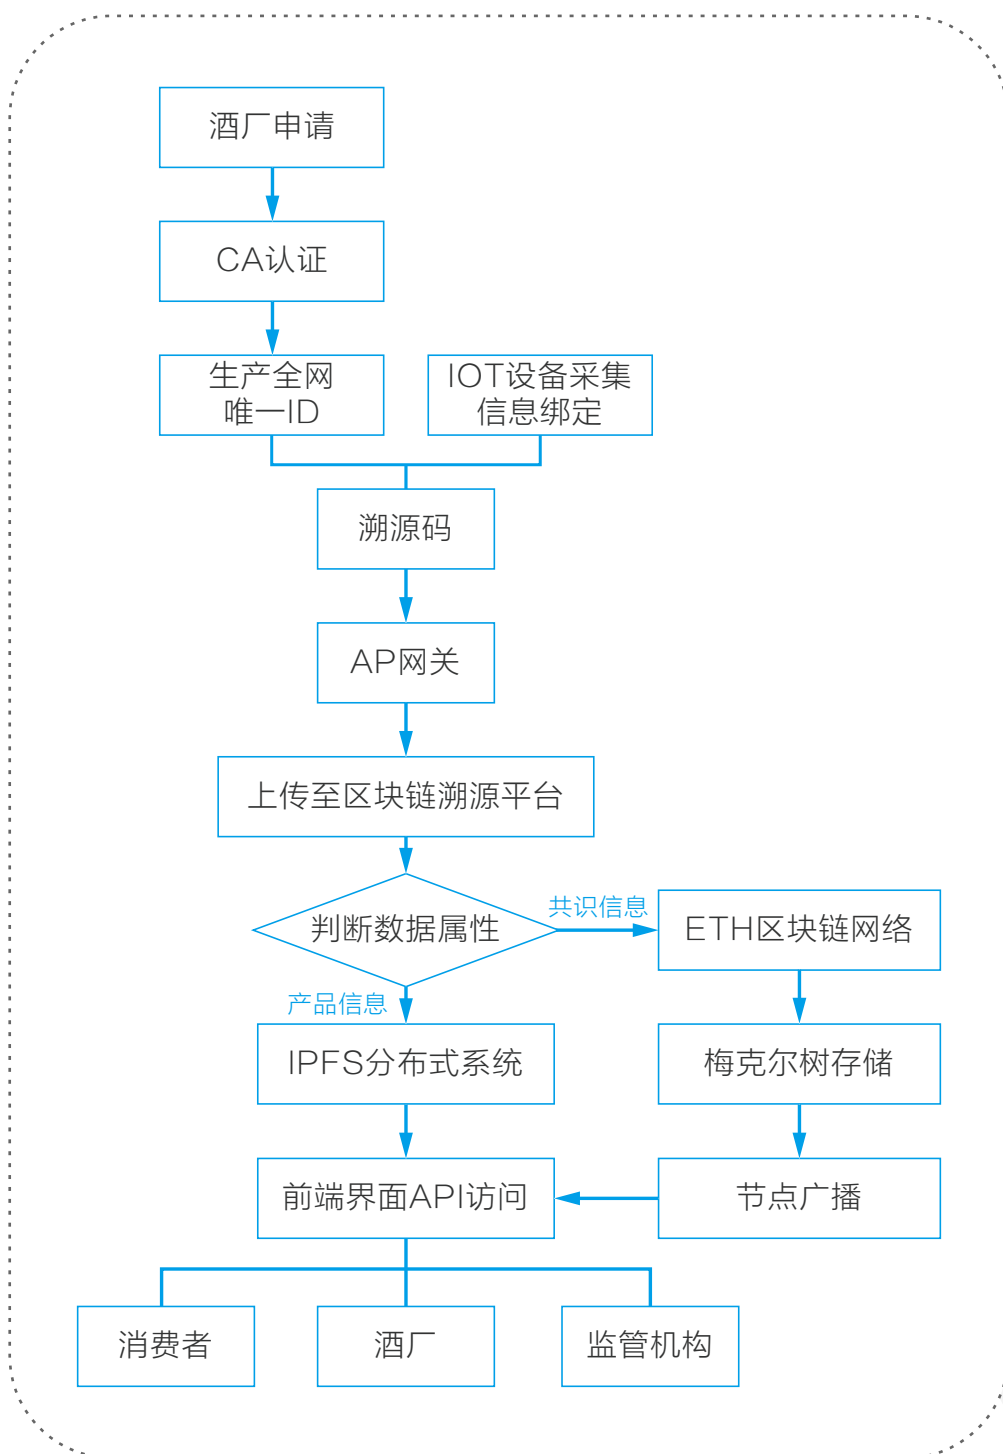 酒厂申请
CA认证
生产全网
唯一ID
IOT设备采集
信息绑定
溯源码
AP网关
上传至区块链溯源平台
判断数据属性
共识信息
ETH区块链网络
产品信息
IPFS分布式系统
梅克尔树存储
前端界面API访问
节点广播
消费者
酒厂
监管机构